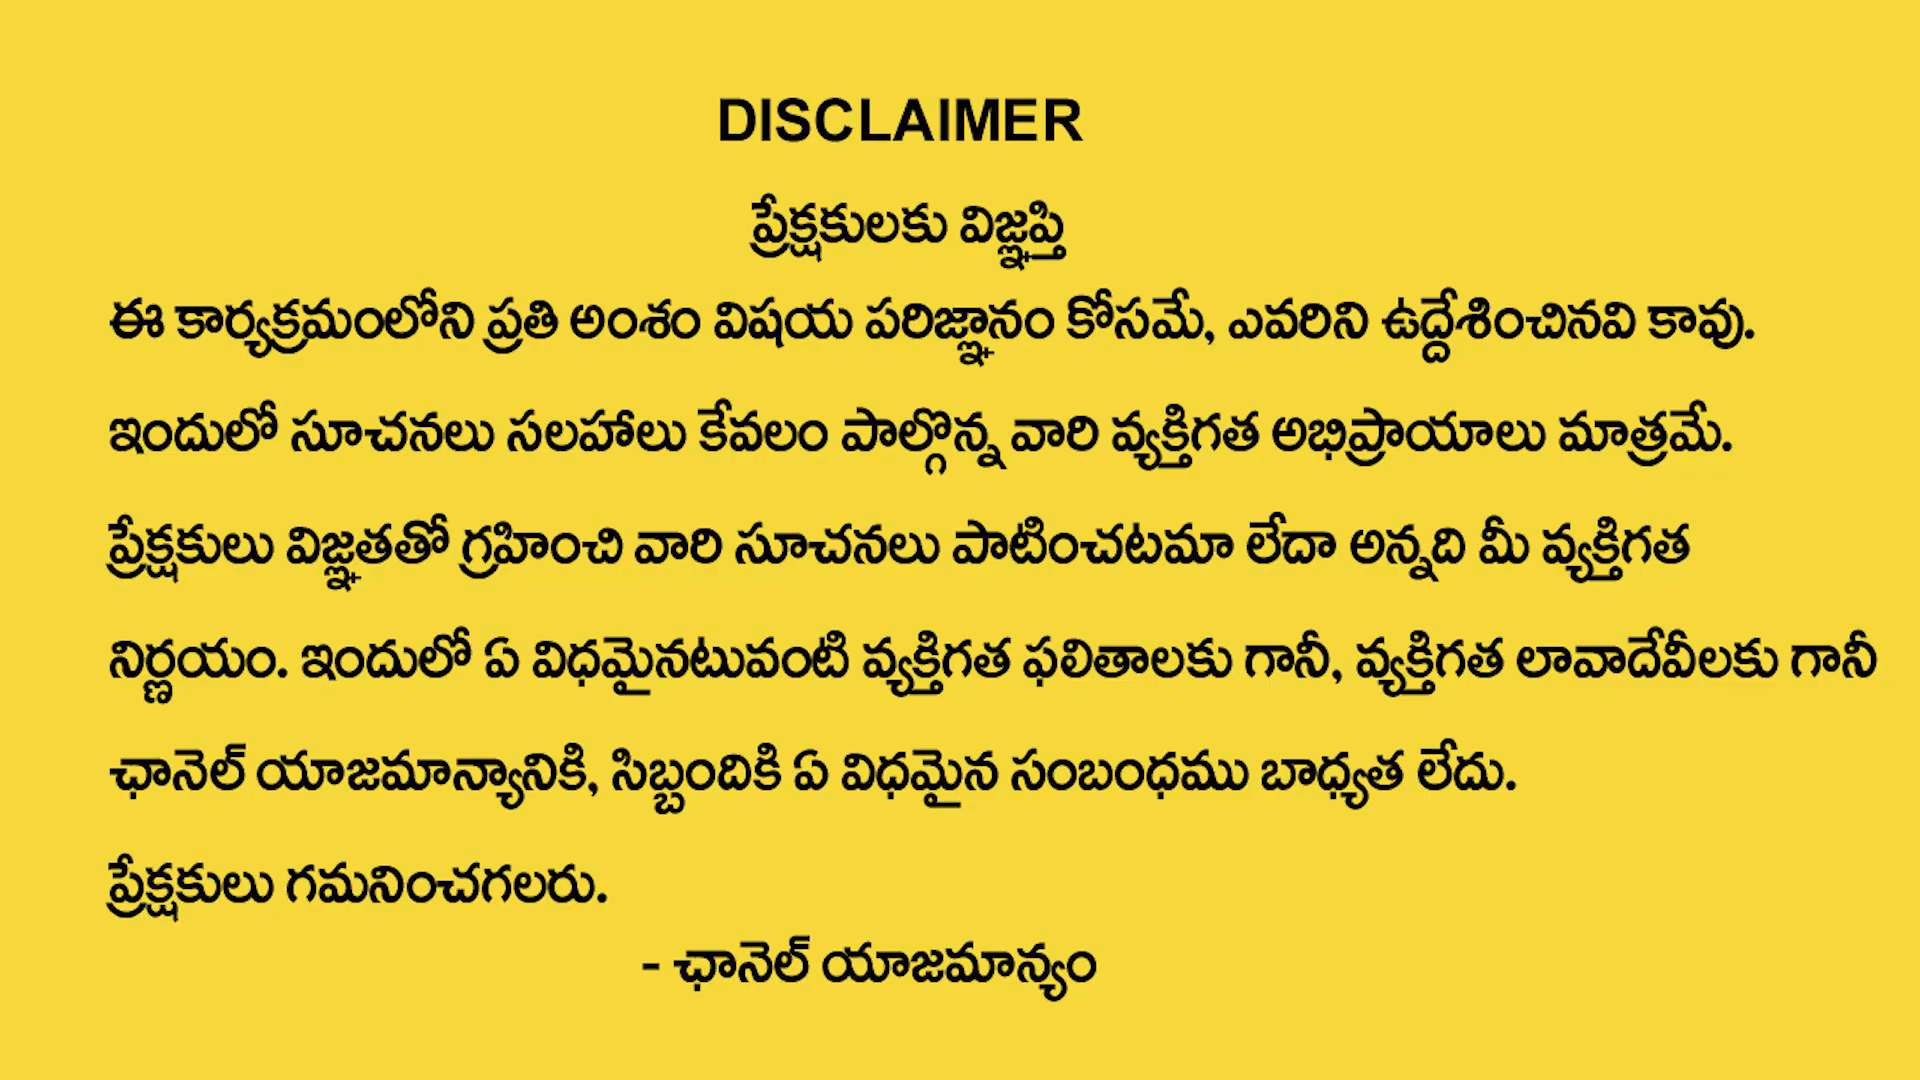 DISCLAIMER
ప్రేక్షకులకు విజ్ఞప్తి
ఈ కార్యక్రమంలోని ప్రతి అంశం విషయ పరిజ్ఞానం కోసమే, ఎవరిని ఉద్దేశించినవి కావు.
ఇందులో సూచనలు సలహాలు కేవలం పాల్గొన్న వారి వ్యక్తిగత అభిప్రాయాలు మాత్రమే.
ప్రేక్షకులు విజ్ఞతతో గ్రహించి వారి సూచనలు పాటించటమా లేదా అన్నది మీ వ్యక్తిగత
నిర్ణయం. ఇందులో ఏ విధమైనటువంటి వ్యక్తిగత ఫలితాలకు గానీ, వ్యక్తిగత లావాదేవీలకు గానీ
ఛానెల్ యాజమాన్యానికి, సిబ్బందికి ఏ విధమైన సంబంధము బాధ్యత లేదు.
ప్రేక్షకులు గమనించగలరు.
- ఛానెల్ యాజమాన్యం